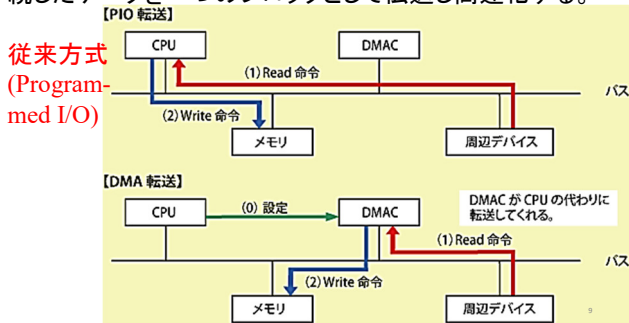 【PIO 転送】
従来方式
(Program-
med I/O)
CPU
DMAC
(1) Read 命令
バス
(2) Write 命令
メモリ
周辺デバイス
【DMA 転送】
CPU
(0) 設定
DMAC
DMAC が CPU の代わりに
転送してくれる。
(1) Read 命令
バス
(2) Write 命令
メモリ
周辺デバイス
9